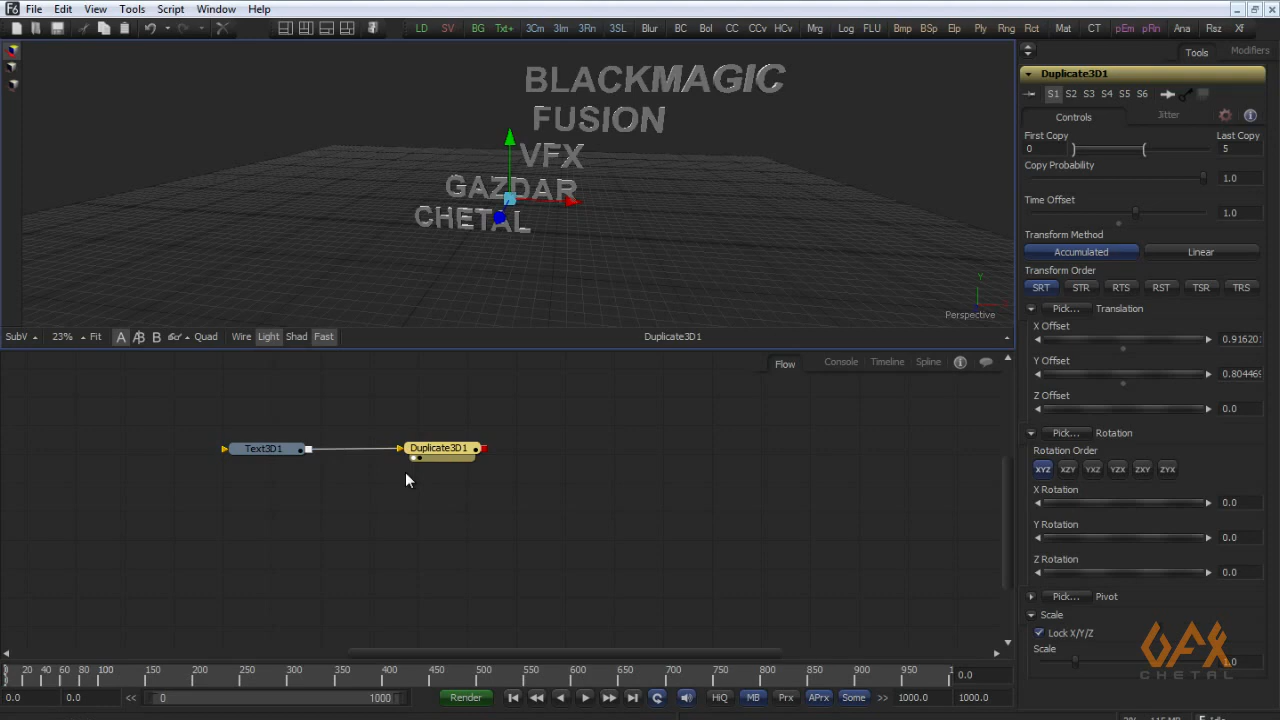 File Edit View Tools Script Window Help
LD SV BG Txt+ 3Cm 3Im 3Rn 3SL Blur BC Bol CC CCv HCv Mrg Log FLU Bmp BSp Elp Ply Rng Rct Mat CT pEm pRn Ana Rsz Xf
Tools Modifiers
Duplicate3D1
S1 S2 S3 S4 S5 S6
Controls Jitter
First Copy Last Copy
0 5
Copy Probability
1.0
Time Offset
1.0
Transform Method
Accumulated Linear
Transform Order
SRT STR RTS RST TSR TRS
Pick... Translation
X Offset
0.91620
Y Offset
0.804469
Z Offset
0.0
Pick... Rotation
Rotation Order
XYZ XZY YXZ YZX ZXY ZYX
X Rotation
0.0
Y Rotation
0.0
Z Rotation
0.0
Pick... Pivot
Scale
Lock X/Y/Z
Scale
1.0
VFX
CHETAL
BLACKMAGIC
FUSION
VFX
GAZDAR
CHETAL
Y
Perspective
SubV 23% Fit A A|B B Quad Wire Light Shad Fast Duplicate3D1
Flow Console Timeline Spline
Text3D1 Duplicate3D1
0 20 40 60 80 100 150 200 250 300 350 400 450 500 550 600 650 700 750 800 850 900 950 0.0
0.0 0.0 << 0 1000 Render HiQ MB Prx APrx Some >> 1000.0 1000.0